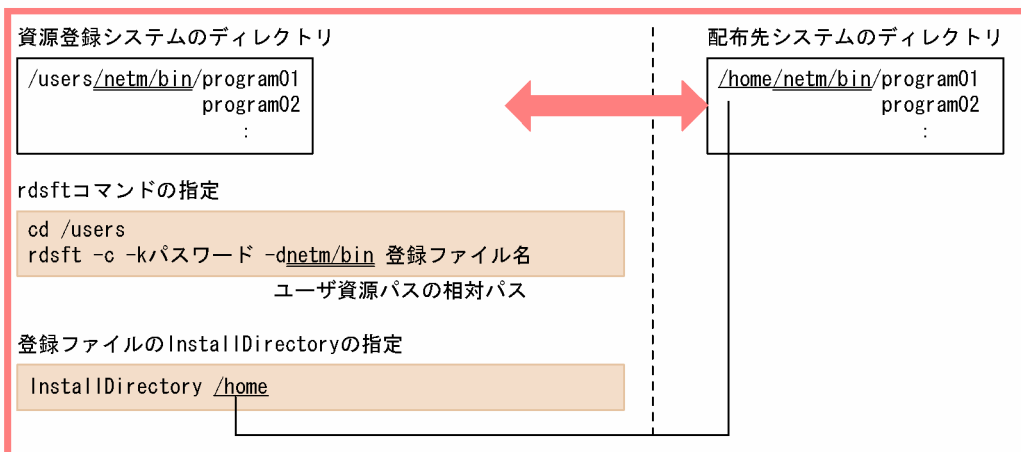 資源登録システムのディレクトリ
/users/netm/bin/program01
program02
:
配布先システムのディレクトリ
/home/netm/bin/program01
program02
:
rdsftコマンドの指定
cd /users
rdsft -c -kパスワード -dnetm/bin 登録ファイル名
ユーザ資源パスの相対パス
登録ファイルのInstallDirectoryの指定
InstallDirectory /home